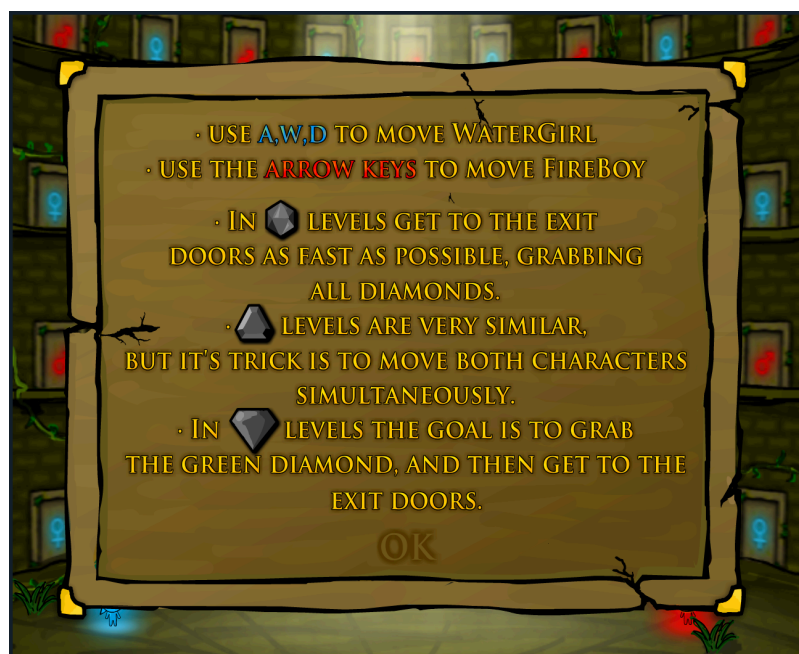 · USE A,W,D TO MOVE WATERGIRL
· USE THE ARROW KEYS TO MOVE FIREBOY
· IN LEVELS GET TO THE EXIT
DOORS AS FAST AS POSSIBLE, GRABBING
ALL DIAMONDS.
· LEVELS ARE VERY SIMILAR,
BUT IT'S TRICK IS TO MOVE BOTH CHARACTERS
SIMULTANEOUSLY.
· IN LEVELS THE GOAL IS TO GRAB
THE GREEN DIAMOND, AND THEN GET TO THE
EXIT DOORS.
OK